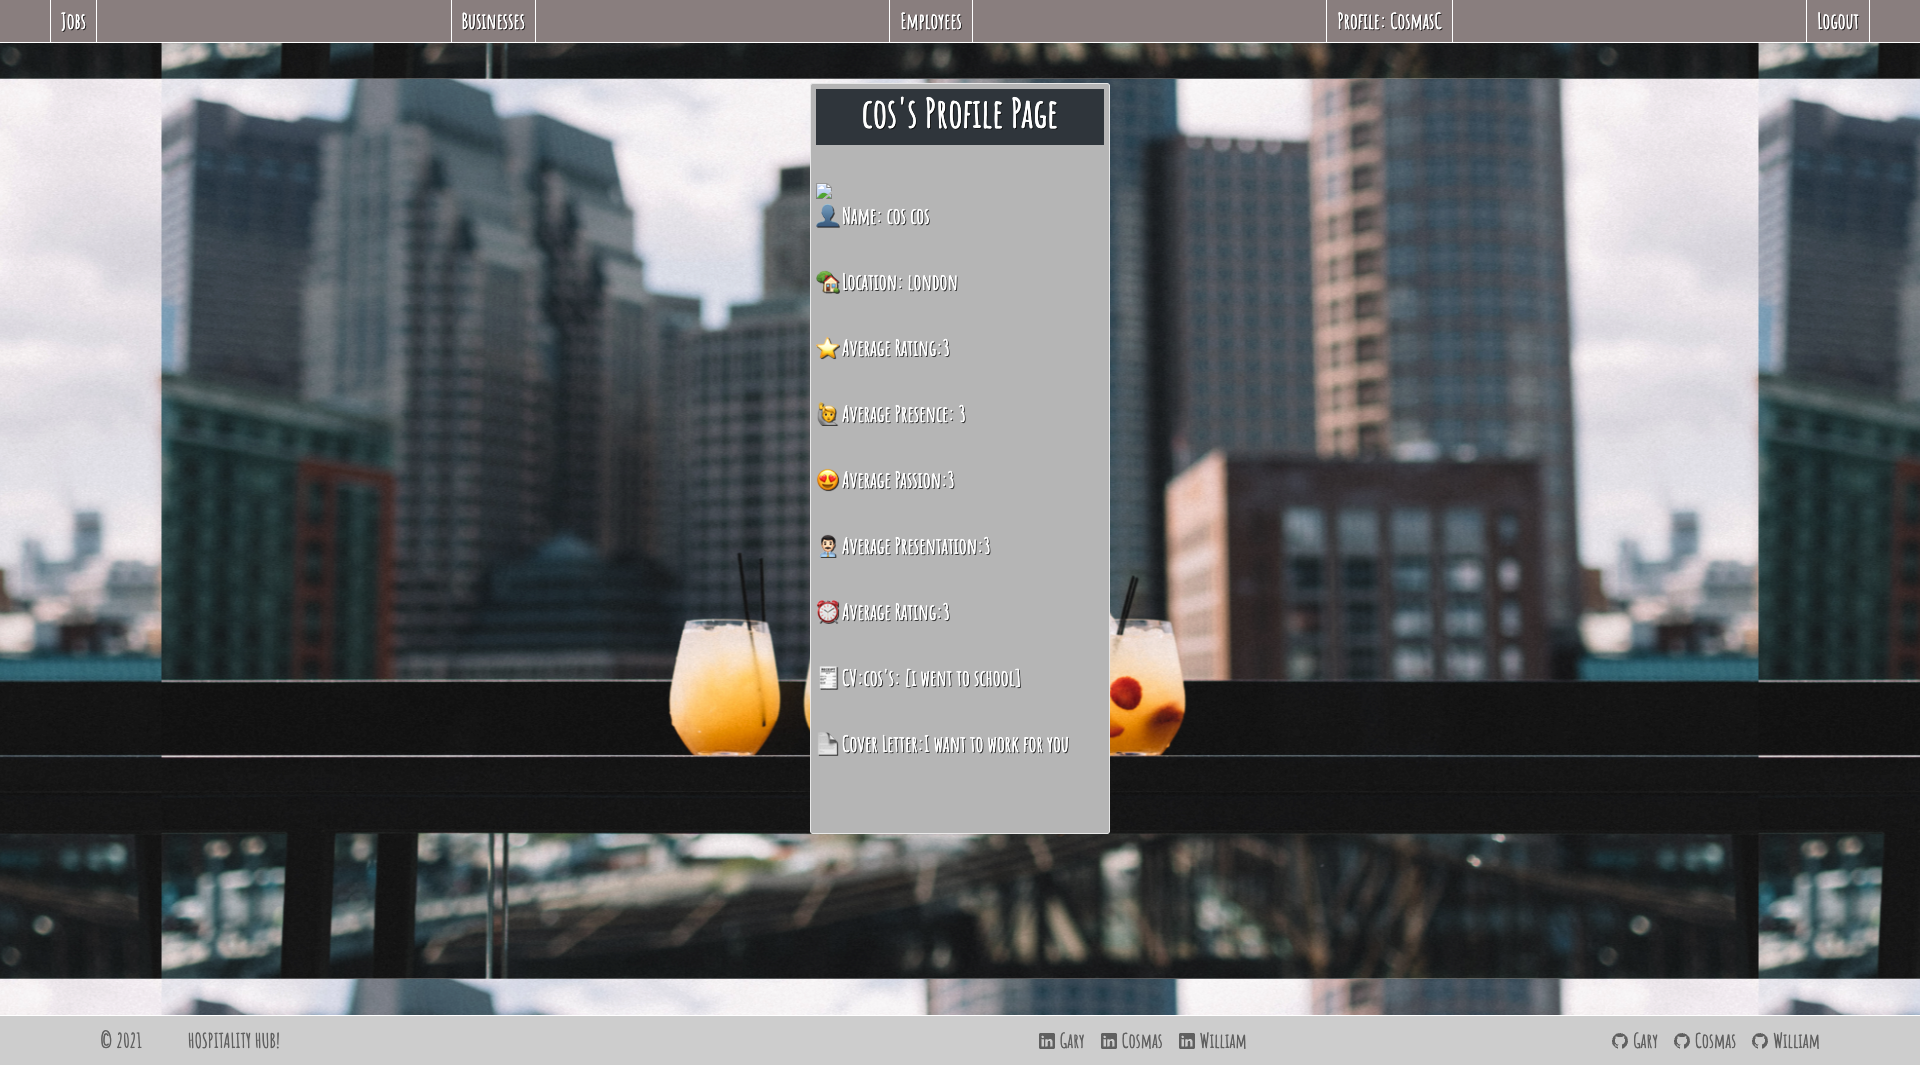 Jobs
Businesses
Employees
Profile: CosmasC
Logout
cos's Profile Page
Name: cos cos
Location: london
Average Rating:3
Average Presence: 3
Average Passion:3
Average Presentation:3
Average Rating:3
CV:cos's: [i went to school]
Cover Letter:I want to work for you
© 2021 HOSPITALITY HUB!
Gary Cosmas William
Gary Cosmas William